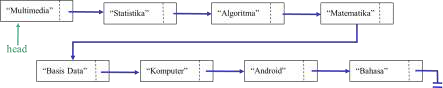 “Multimedia” “Statistika” “Algoritma” “Matematika”
head
“Basis Data” “Komputer” “Android” “Bahasa”